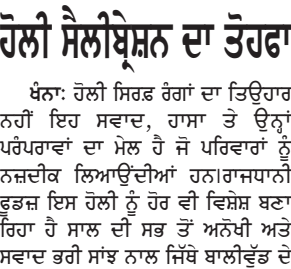 ਹੋਲੀ ਸੈਲੀਬ੍ਰੇਸ਼ਨ ਦਾ ਤੋਹਫਾ
ਖੰਨਾ: ਹੋਲੀ ਸਿਰਫ਼ ਰੰਗਾਂ ਦਾ ਤਿਉਹਾਰ
ਨਹੀਂ ਇਹ ਸਵਾਦ, ਹਾਸਾ ਤੇ ਉਨ੍ਹਾਂ
ਪਰੰਪਰਾਵਾਂ ਦਾ ਮੇਲ ਹੈ ਜੋ ਪਰਿਵਾਰਾਂ ਨੂੰ
ਨਜ਼ਦੀਕ ਲਿਆਉਂਦੀਆਂ ਹਨ।ਰਾਜਧਾਨੀ
ਫੂਡਜ਼ ਇਸ ਹੋਲੀ ਨੂੰ ਹੋਰ ਵੀ ਵਿਸ਼ੇਸ਼ ਬਣਾ
ਰਿਹਾ ਹੈ ਸਾਲ ਦੀ ਸਭ ਤੋਂ ਅਨੋਖੀ ਅਤੇ
ਸਵਾਦ ਭਰੀ ਸਾਂਝ ਨਾਲ ਜਿੱਥੇ ਬਾਲੀਵੁੱਡ ਦੇ